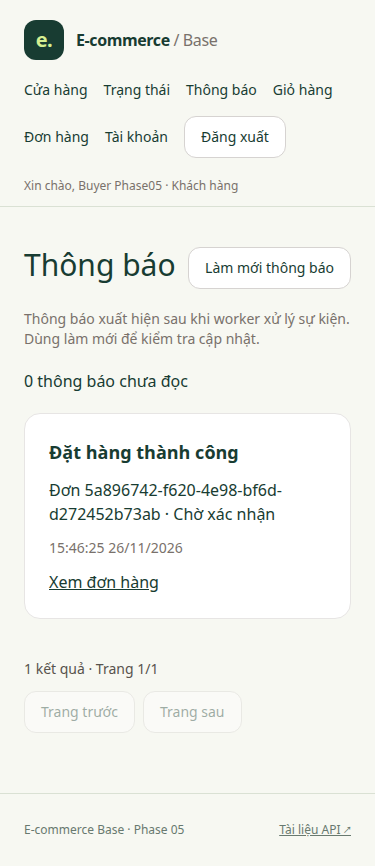 e. E-commerce / Base
Cửa hàng Trạng thái Thông báo Giỏ hàng
Đơn hàng Tài khoản Đăng xuất
Xin chào, Buyer Phase05 · Khách hàng
Thông báo Làm mới thông báo
Thông báo xuất hiện sau khi worker xử lý sự kiện.
Dùng làm mới để kiểm tra cập nhật.
0 thông báo chưa đọc
Đặt hàng thành công
Đơn 5a896742-f620-4e98-bf6d-
d272452b73ab · Chờ xác nhận
15:46:25 26/11/2026
Xem đơn hàng
1 kết quả · Trang 1/1
Trang trước Trang sau
E-commerce Base · Phase 05 Tài liệu API ↗